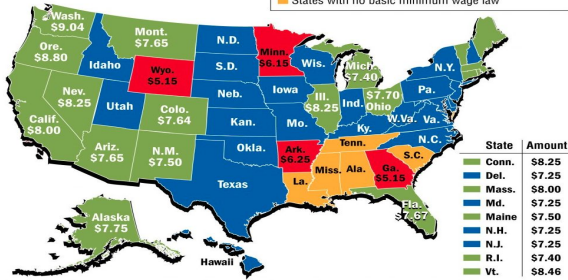 States with no basic minimum wage law
Wash.
$9.04
Ore.
$8.80
Calif.
$8.00
Nev.
$8.25
Idaho
Mont.
$7.65
Wyo.
$5.15
Utah
Ariz.
$7.65
Colo.
$7.64
N.M.
$7.50
N.D.
S.D.
Neb.
Kan.
Okla.
Texas
Minn.
$6.15
Iowa
Mo.
Ark.
$6.25
La.
Wis.
Ill.
$8.25
Mich.
$7.40
Ind.
$7.70
Ohio
Ky.
Tenn.
Miss.
Ala.
Ga.
$5.15
Fla.
$7.67
S.C.
N.C.
W.Va.
Va.
Pa.
N.Y.
Alaska
$7.75
Hawaii
State Amount
Conn. $8.25
Del. $7.25
Mass. $8.00
Md. $7.25
Maine $7.50
N.H. $7.25
N.J. $7.25
R.I. $7.40
Vt. $8.46